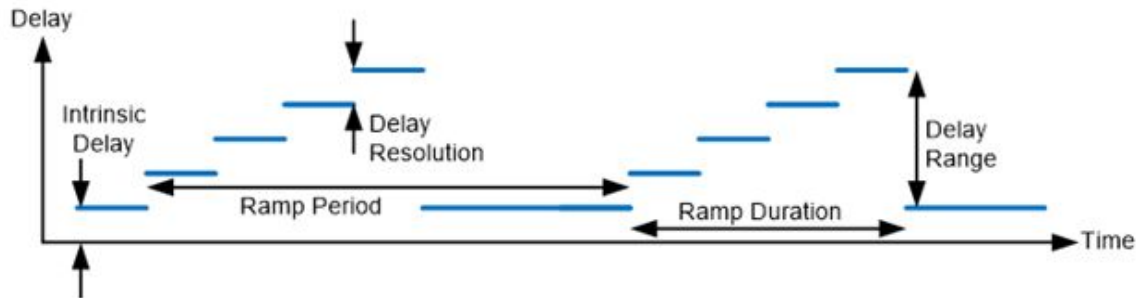 Delay
Intrinsic
Delay
Delay
Resolution
Delay
Range
Ramp Period
Ramp Duration
Time